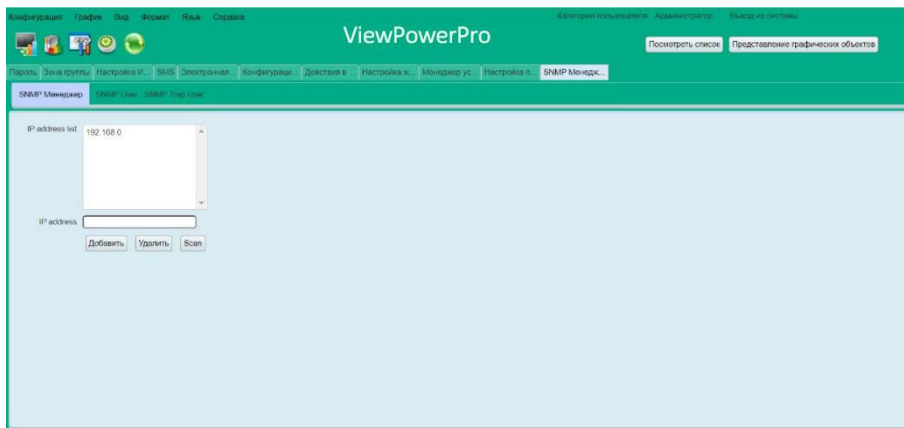 Конфигурация График Вид Формат Язык Справка
Категория пользователя Администратор Выход из системы
ViewPowerPro
Посмотреть список Представление графических объектов
Пароль Зона группы Настройка И... SMS Электронная... Конфигураци... Действия в ... Настройка ж... Менеджер ус... Настройка п... SNMP Менедж...
SNMP Менеджер SNMP User SNMP Trap User
IP address list
192.168.0
IP address
Добавить Удалить Scan